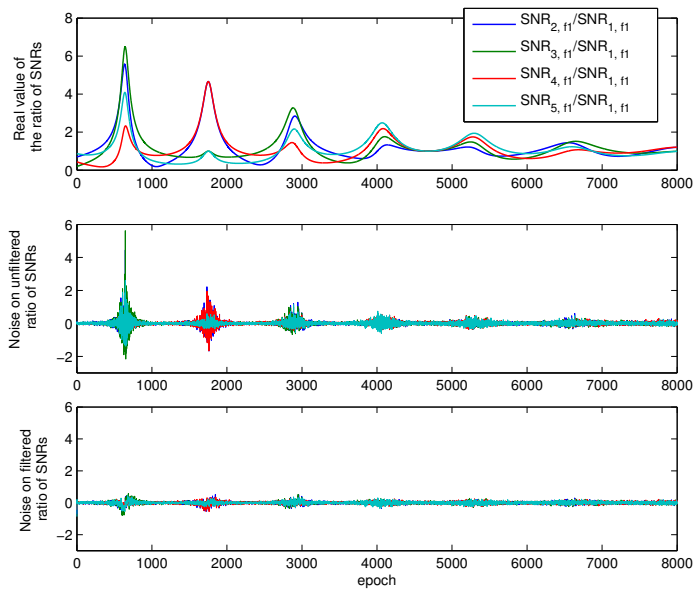 SNR2, f1/SNR1, f1
SNR3, f1/SNR1, f1
SNR4, f1/SNR1, f1
SNR5, f1/SNR1, f1
Real value of
the ratio of SNRs
8
6
4
2
0
0 1000 2000 3000 4000 5000 6000 7000 8000
Noise on unfiltered
ratio of SNRs
6
4
2
0
−2
0 1000 2000 3000 4000 5000 6000 7000 8000
Noise on filtered
ratio of SNRs
6
4
2
0
−2
0 1000 2000 3000 4000 5000 6000 7000 8000
epoch